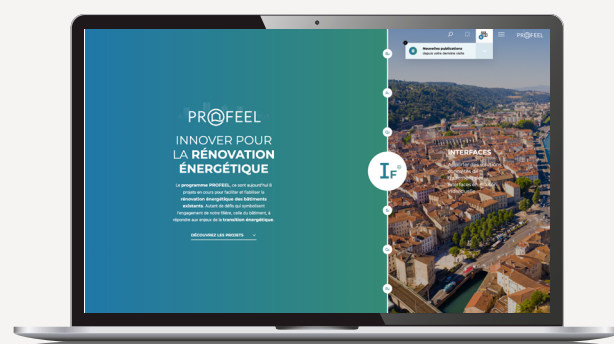 PROFEEL
Nouvelles publications
depuis votre dernière visite
PROFEEL
INNOVER POUR
LA RÉNOVATION
ÉNERGÉTIQUE
Le programme PROFEEL, ce sont aujourd'hui 8
projets en cours pour faciliter et fiabiliser la
rénovation énergétique des bâtiments
existants. Autant de défis qui symbolisent
l'engagement de notre filière, celle du bâtiment, à
répondre aux enjeux de la transition énergétique.
DÉCOUVREZ LES PROJETS
IF
INTERFACES
Apporter des solutions